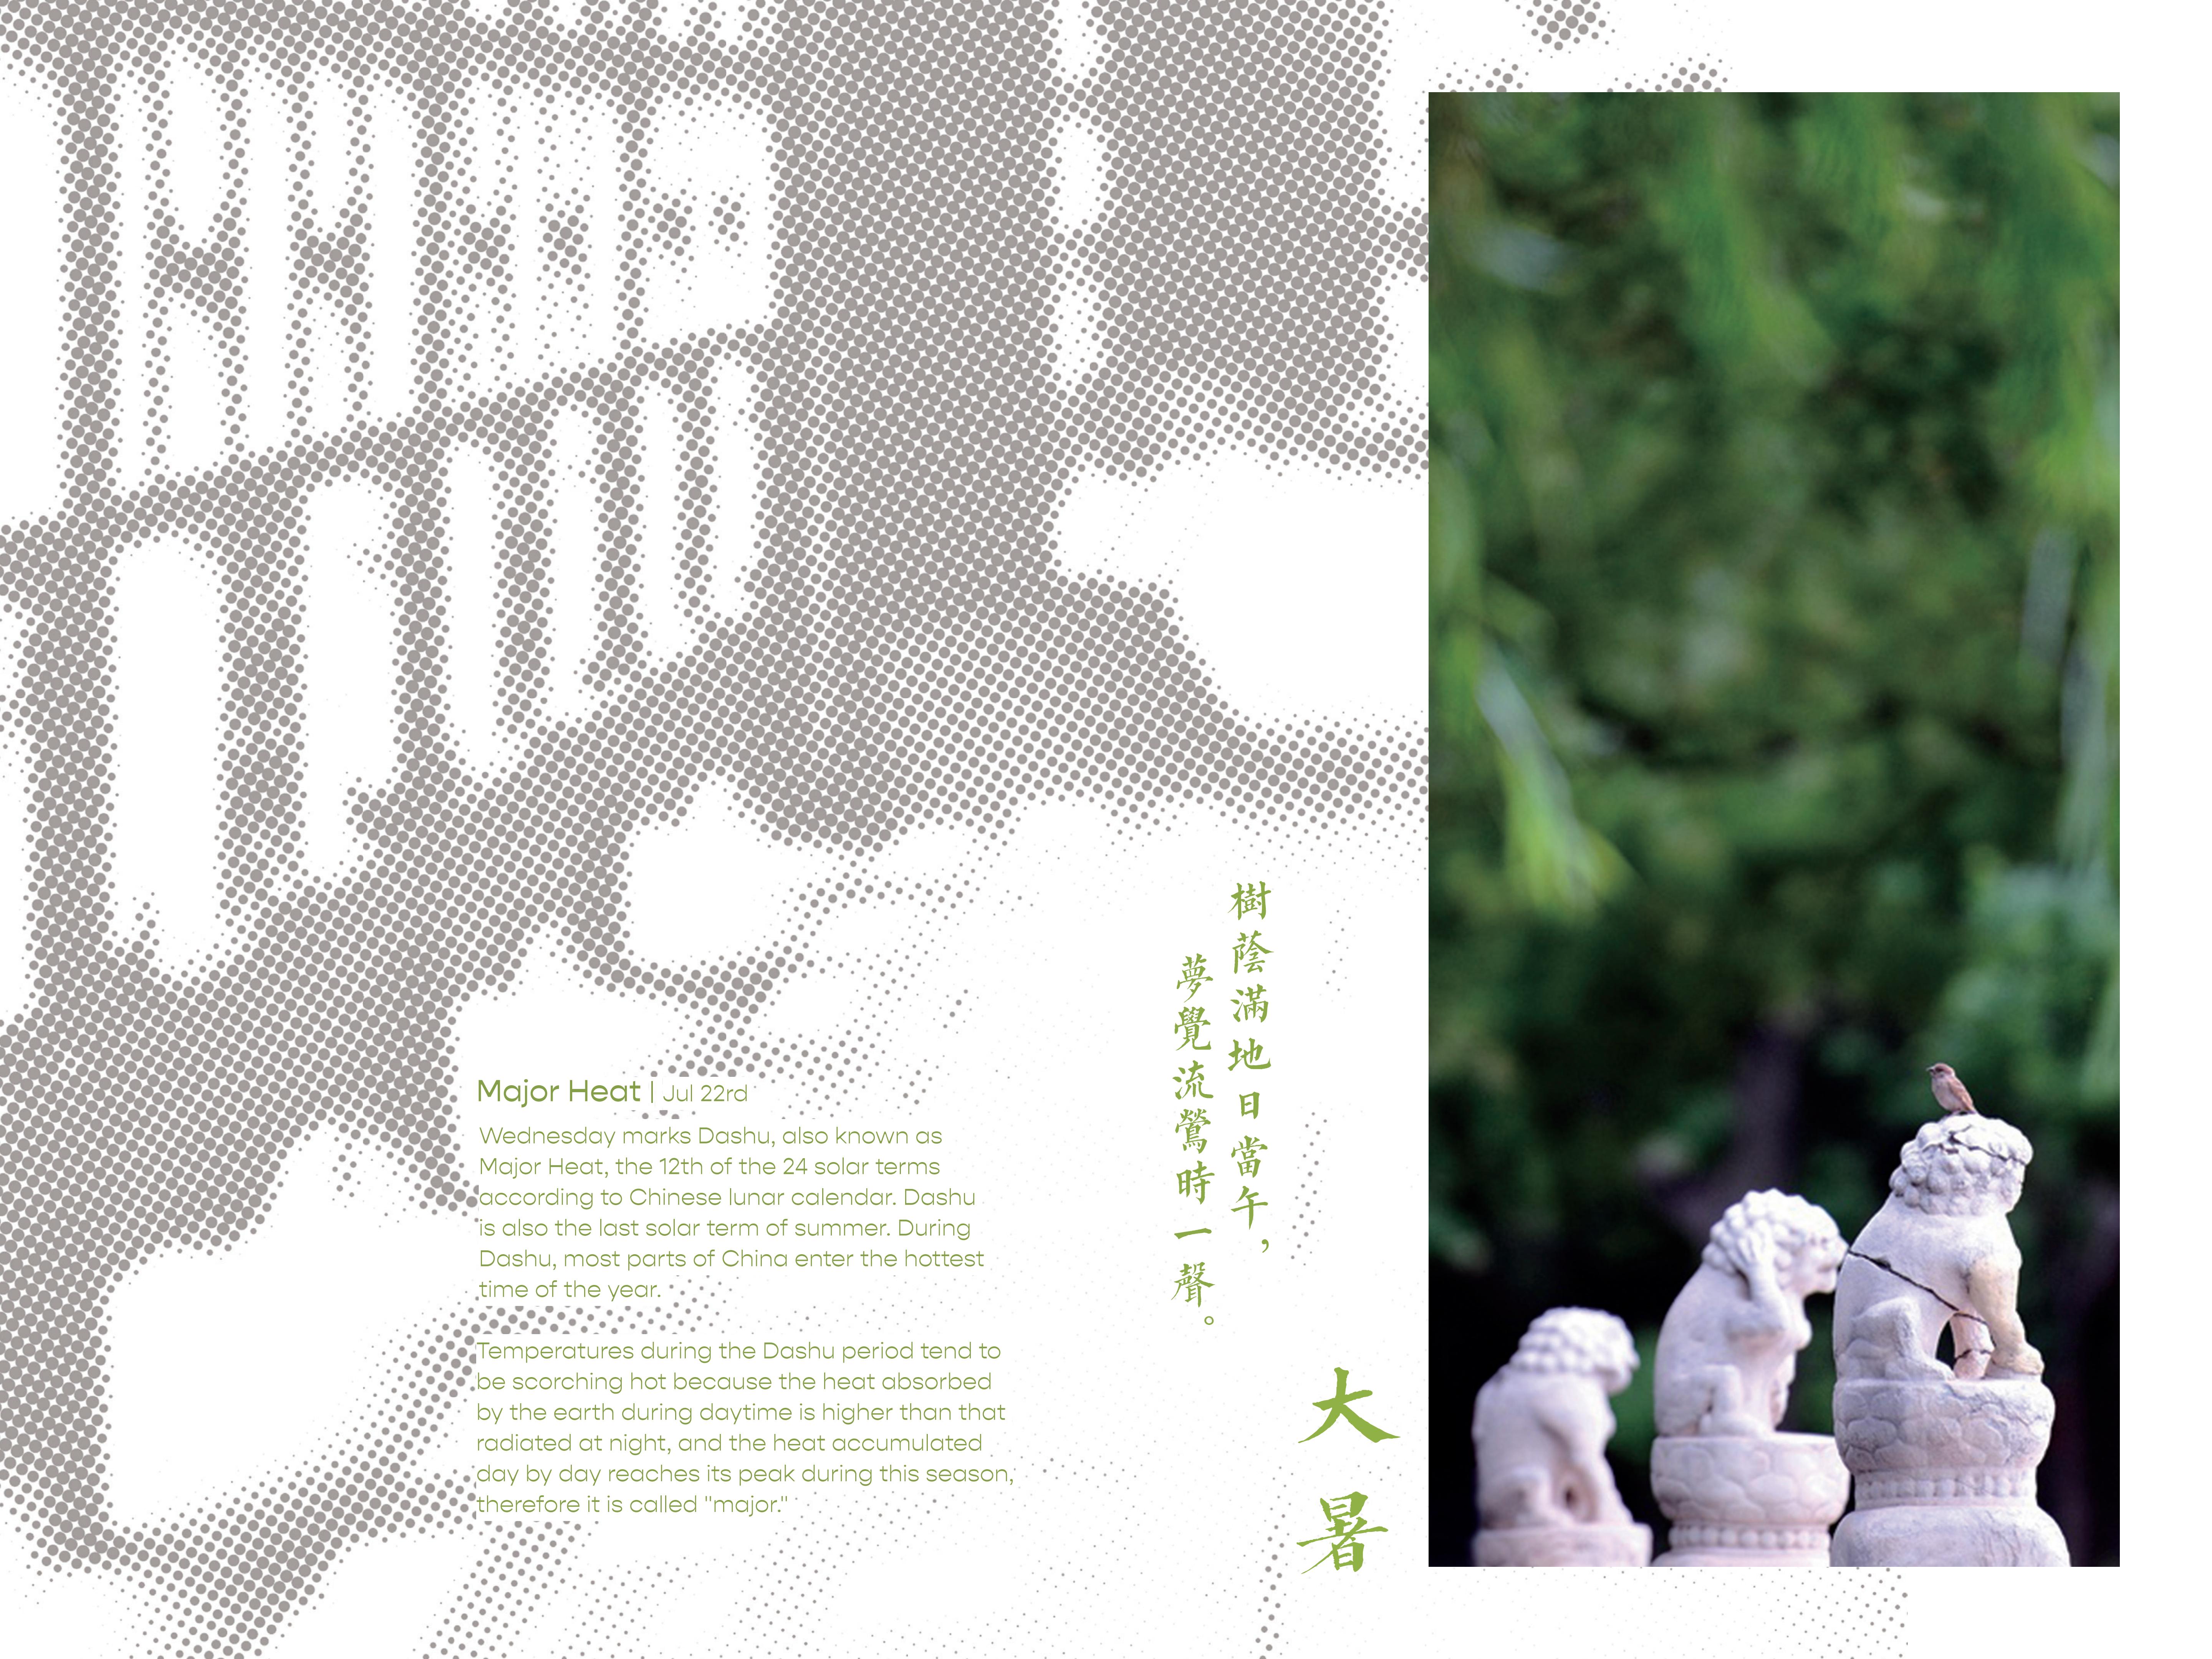 樹蔭滿地日當午，
夢覺流鶯時一聲。
大暑
Major Heat | Jul 22rd
Wednesday marks Dashu, also known as
Major Heat, the 12th of the 24 solar terms
according to Chinese lunar calendar. Dashu
is also the last solar term of summer. During
Dashu, most parts of China enter the hottest
time of the year.
Temperatures during the Dashu period tend to
be scorching hot because the heat absorbed
by the earth during daytime is higher than that
radiated at night, and the heat accumulated
day by day reaches its peak during this season,
therefore it is called "major."